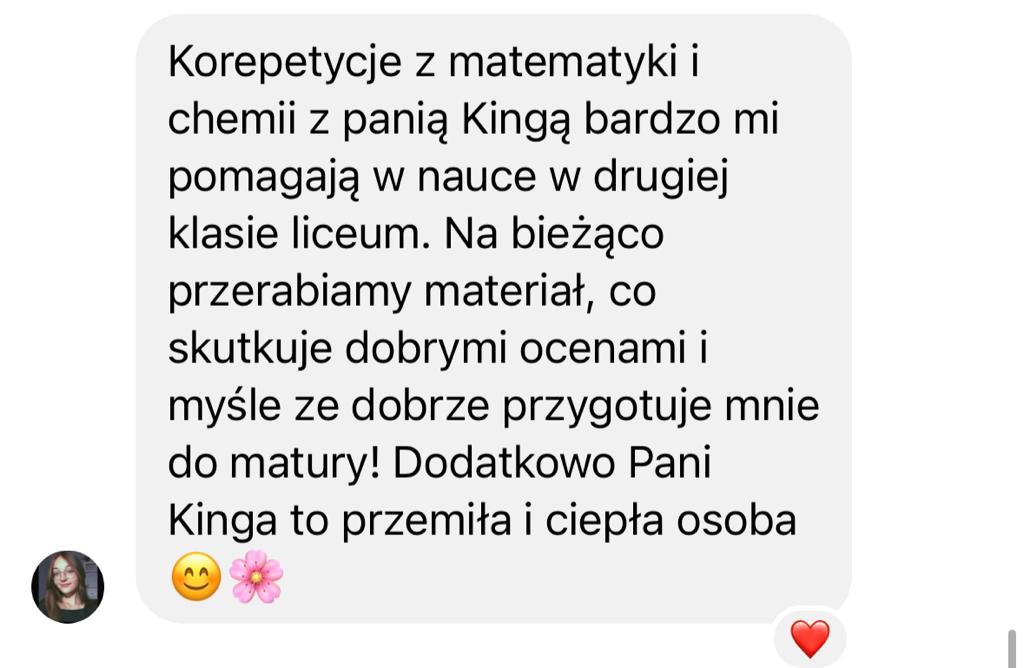 Korepetycje z matematyki i
chemii z panią Kingą bardzo mi
pomagają w nauce w drugiej
klasie liceum. Na bieżąco
przerabiamy materiał, co
skutkuje dobrymi ocenami i
myśle ze dobrze przygotuje mnie
do matury! Dodatkowo Pani
Kinga to przemiła i ciepła osoba
😊🌸